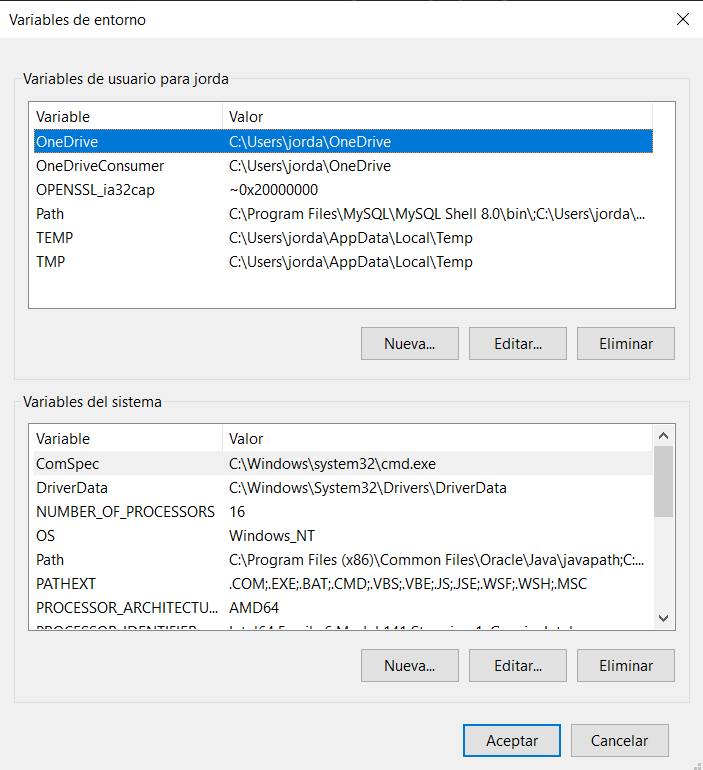 Variables de entorno
Variables de usuario para jorda
Variable Valor
OneDrive C:\Users\jorda\OneDrive
OneDriveConsumer C:\Users\jorda\OneDrive
OPENSSL_ia32cap ~0x20000000
Path C:\Program Files\MySQL\MySQL Shell 8.0\bin\;C:\Users\jorda\...
TEMP C:\Users\jorda\AppData\Local\Temp
TMP C:\Users\jorda\AppData\Local\Temp
Nueva... Editar... Eliminar
Variables del sistema
Variable Valor
ComSpec C:\Windows\system32\cmd.exe
DriverData C:\Windows\System32\Drivers\DriverData
NUMBER_OF_PROCESSORS 16
OS Windows_NT
Path C:\Program Files (x86)\Common Files\Oracle\Java\javapath;C:...
PATHEXT .COM;.EXE;.BAT;.CMD;.VBS;.VBE;.JS;.JSE;.WSF;.WSH;.MSC
PROCESSOR_ARCHITECTU... AMD64
Nueva... Editar... Eliminar
Aceptar Cancelar